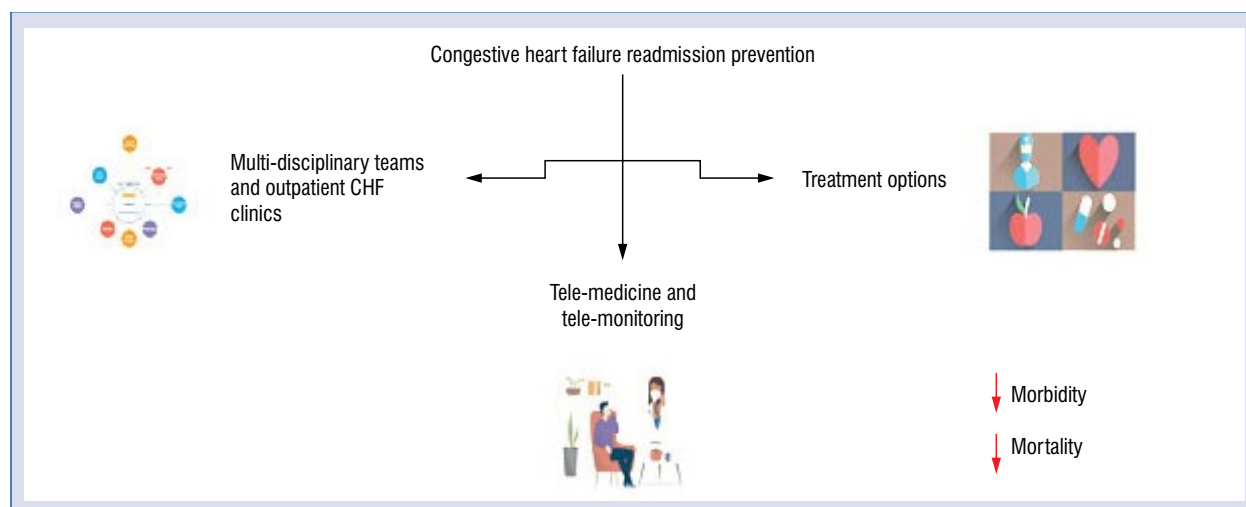 Congestive heart failure readmission prevention
Multi-disciplinary teams
and outpatient CHF
clinics
Treatment options
Tele-medicine and
tele-monitoring
Morbidity
Mortality